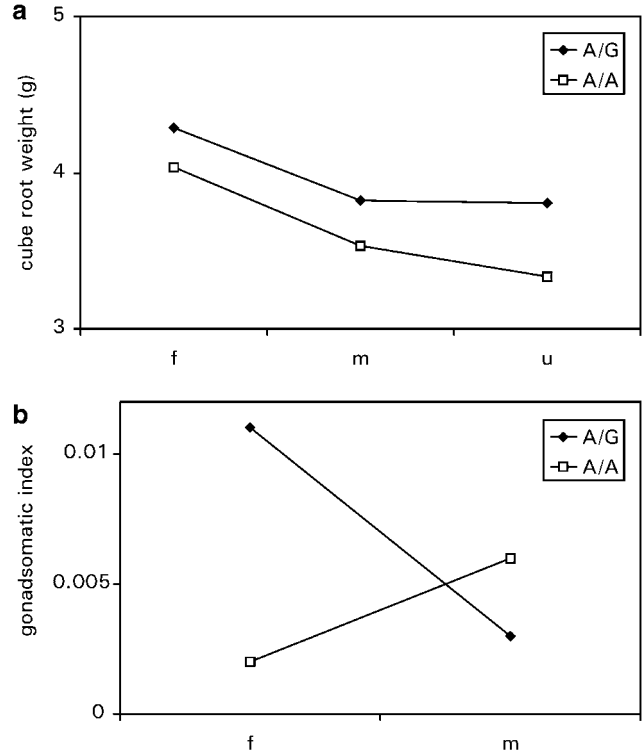 a
5
4
3
cube root weight (g)
A/G
A/A
f m u
b
0.01
0.005
0
gonadsomatic index
A/G
A/A
f m